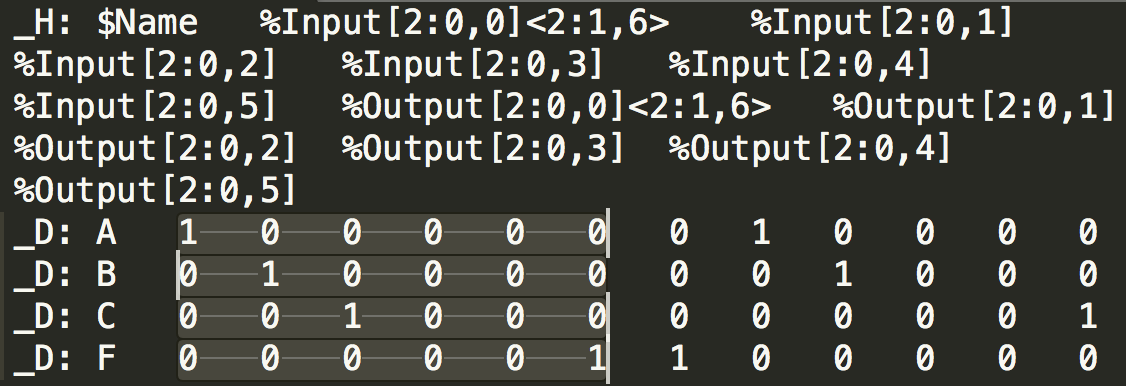 _H: $Name %Input[2:0,0]<2:1,6> %Input[2:0,1]
%Input[2:0,2] %Input[2:0,3] %Input[2:0,4]
%Input[2:0,5] %Output[2:0,0]<2:1,6> %Output[2:0,1]
%Output[2:0,2] %Output[2:0,3] %Output[2:0,4]
%Output[2:0,5]
_D: A 1 0 0 0 0 0 0 1 0 0 0 0
_D: B 0 1 0 0 0 0 0 0 1 0 0 0
_D: C 0 0 1 0 0 0 0 0 0 0 0 1
_D: F 0 0 0 0 0 1 1 0 0 0 0 0